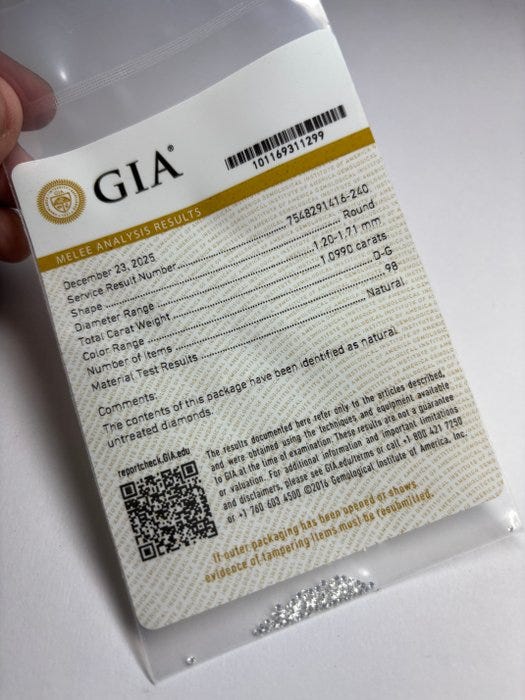 GIA®
101169311299
MELEE ANALYSIS RESULTS
December 23, 2025
Service Result Number 7548291416-240
Shape Round
Diameter Range 1.20-1.71 mm
Total Carat Weight 1.0990 carats
Color Range D-G
Number of Items 98
Material Test Results Natural
Comments:
The contents of this package have been identified as natural
untreated diamonds.
reportcheck.GIA.edu
The results documented here refer only to the articles described,
and were obtained using the techniques and equipment available
to GIA at the time of examination. These results are not a guarantee
or valuation. For additional information and important limitations
and disclaimers, please see GIA.edu/terms or call +1 800 421 7250
or +1 760 603 4500 ©2016 Gemological Institute of America, Inc.
If outer packaging has been opened or shows
evidence of tampering items must be resubmitted.